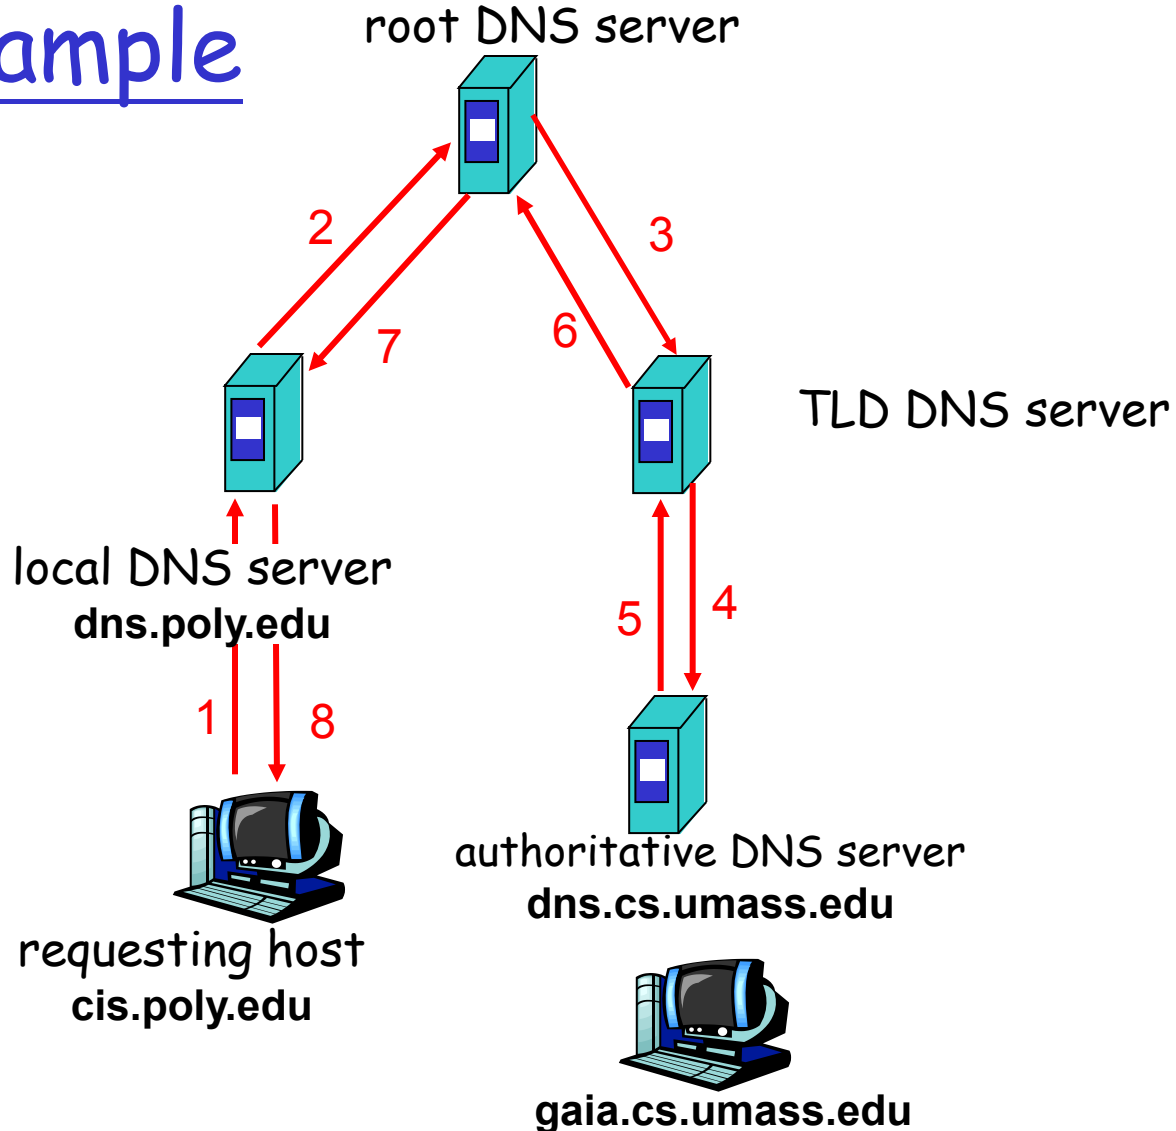 ample
root DNS server
2
3
7
6
TLD DNS server
local DNS server
dns.poly.edu
5
4
1
8
authoritative DNS server
dns.cs.umass.edu
requesting host
cis.poly.edu
gaia.cs.umass.edu